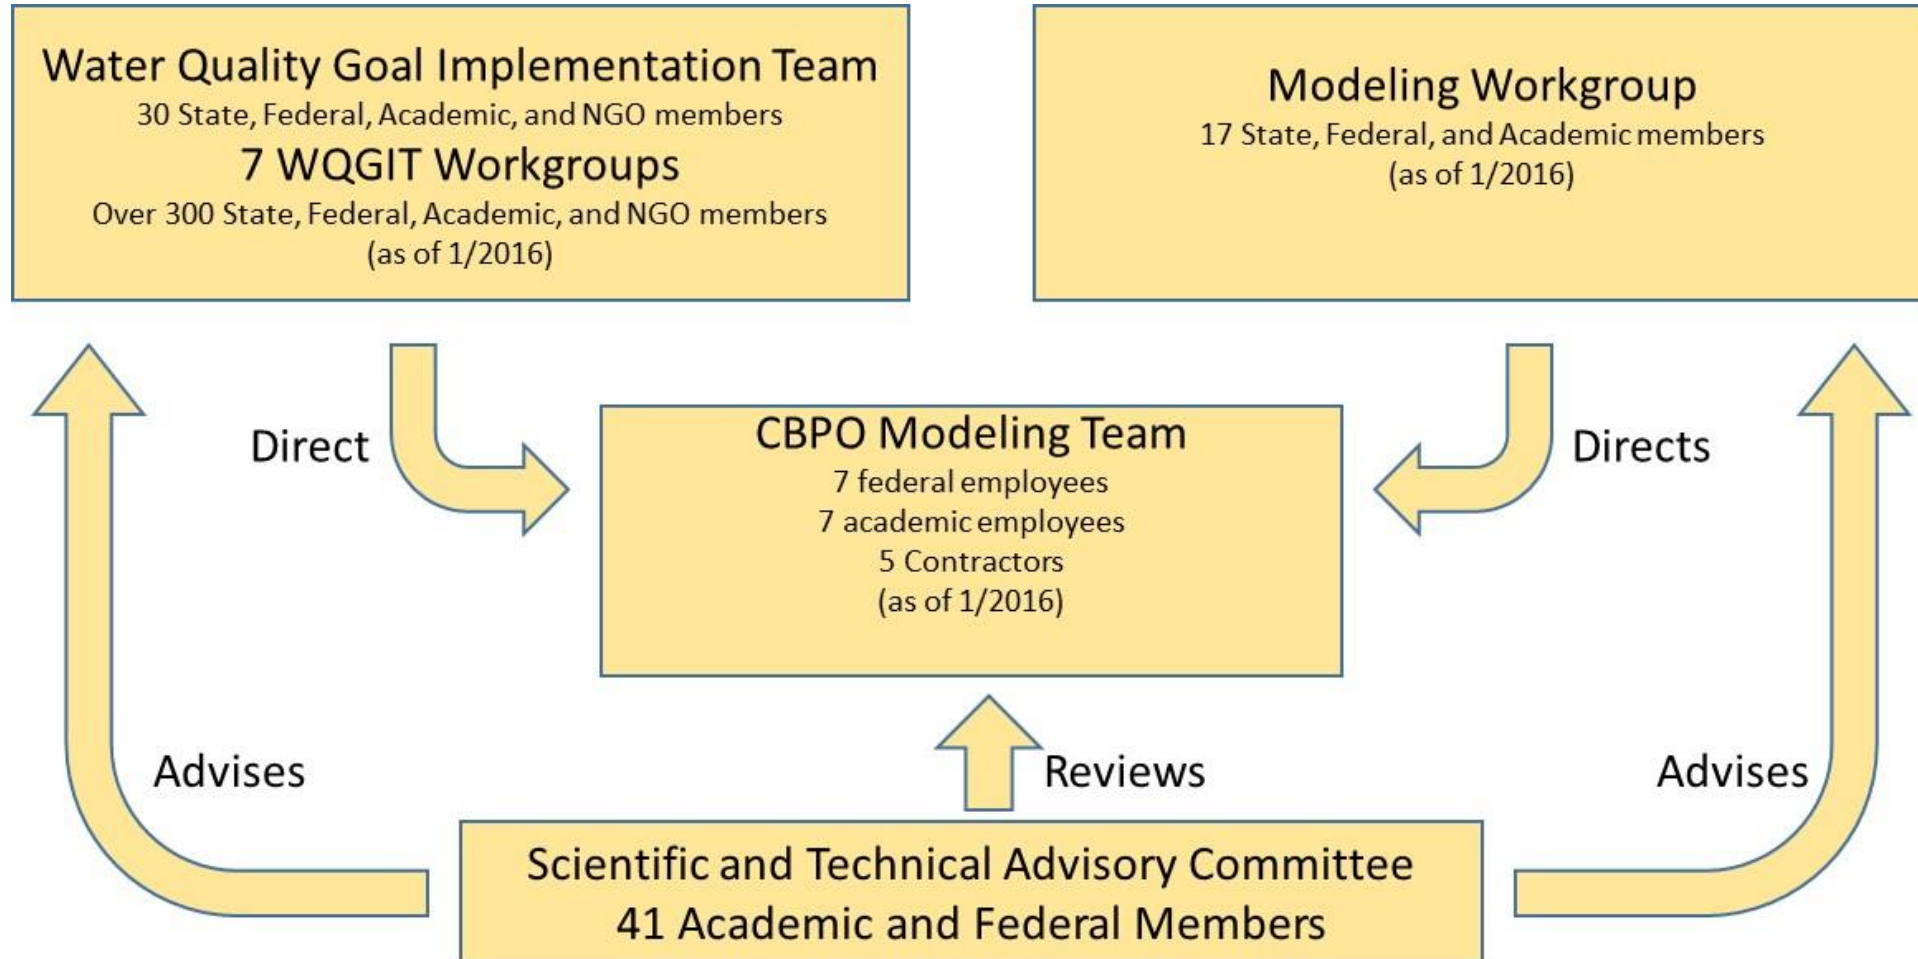 Water Quality Goal Implementation Team
30 State, Federal, Academic, and NGO members
7 WQGIT Workgroups
Over 300 State, Federal, Academic, and NGO members
(as of 1/2016)
Modeling Workgroup
17 State, Federal, and Academic members
(as of 1/2016)
Direct
CBPO Modeling Team
7 federal employees
7 academic employees
5 Contractors
(as of 1/2016)
Directs
Advises
Reviews
Advises
Scientific and Technical Advisory Committee
41 Academic and Federal Members